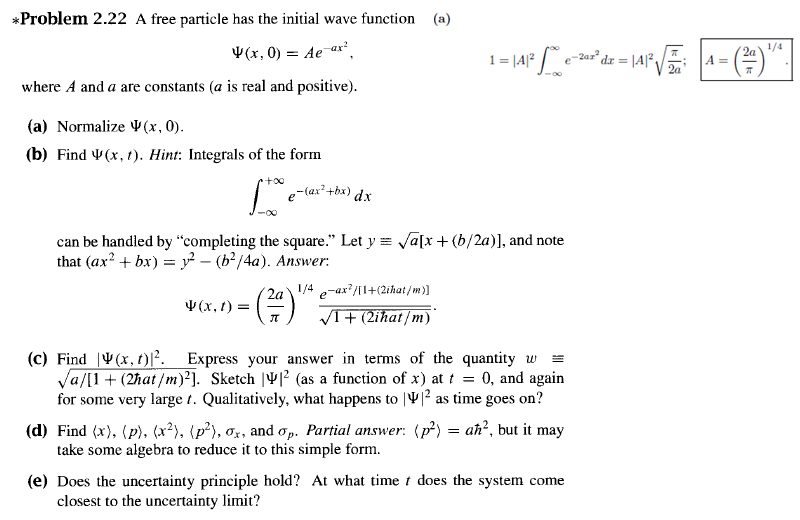 *Problem 2.22 A free particle has the initial wave function (a)
Ψ(x, 0) = Ae^{−ax²},
1 = |A|² ∫_{−∞}^{∞} e^{−2ax²} dx = |A|² √(π/2a); A = (2a/π)^{1/4}.
where A and a are constants (a is real and positive).
(a) Normalize Ψ(x, 0).
(b) Find Ψ(x, t). Hint: Integrals of the form
∫_{−∞}^{+∞} e^{−(ax²+bx)} dx
can be handled by “completing the square.” Let y ≡ √a[x + (b/2a)], and note
that (ax² + bx) = y² − (b²/4a). Answer:
Ψ(x, t) = (2a/π)^{1/4} e^{−ax²/[1+(2iħat/m)]} / √(1 + (2iħat/m)).
(c) Find |Ψ(x, t)|². Express your answer in terms of the quantity w ≡
√(a/[1 + (2ħat/m)²]). Sketch |Ψ|² (as a function of x) at t = 0, and again
for some very large t. Qualitatively, what happens to |Ψ|² as time goes on?
(d) Find ⟨x⟩, ⟨p⟩, ⟨x²⟩, ⟨p²⟩, σₓ, and σₚ. Partial answer: ⟨p²⟩ = aħ², but it may
take some algebra to reduce it to this simple form.
(e) Does the uncertainty principle hold? At what time t does the system come
closest to the uncertainty limit?